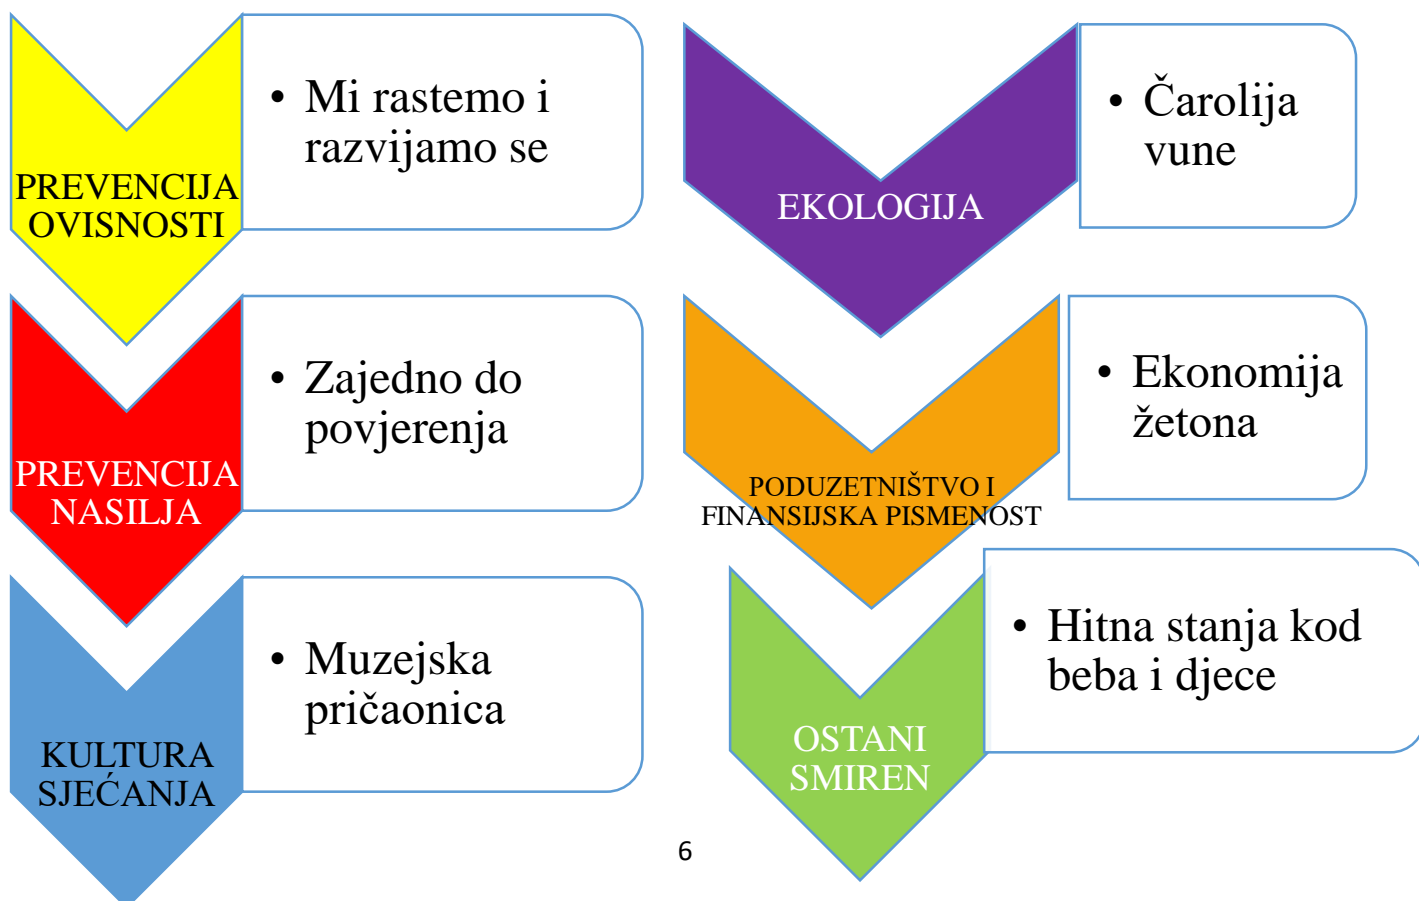 PREVENCIJA
OVISNOSTI
• Mi rastemo i
razvijamo se
PREVENCIJA
NASILJA
• Zajedno do
povjerenja
KULTURA
SJEĆANJA
• Muzejska
pričaonica
EKOLOGIJA
• Čarolija
vune
PODUZETNIŠTVO I
FINANSIJSKA PISMENOST
• Ekonomija
žetona
OSTANI
SMIREN
• Hitna stanja kod
beba i djece
6